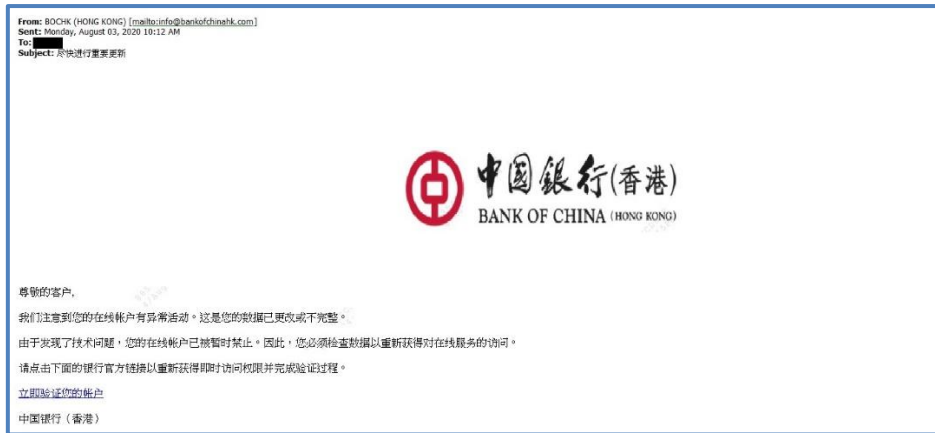 From: BOCHK (HONG KONG) [mailto:info@bankofchinahk.com]
Sent: Monday, August 03, 2020 10:12 AM
To:
Subject: 尽快进行重要更新
中國銀行(香港)
BANK OF CHINA (HONG KONG)
尊敬的客户,
我们注意到您的在线帐户有异常活动。这是您的数据已更改或不完整。
由于发现了技术问题，您的在线帐户已被暂时禁止。因此，您必须检查数据以重新获得对在线服务的访问。
请点击下面的银行官方链接以重新获得即时访问权限并完成验证过程。
立即验证您的帐户
中国银行（香港）